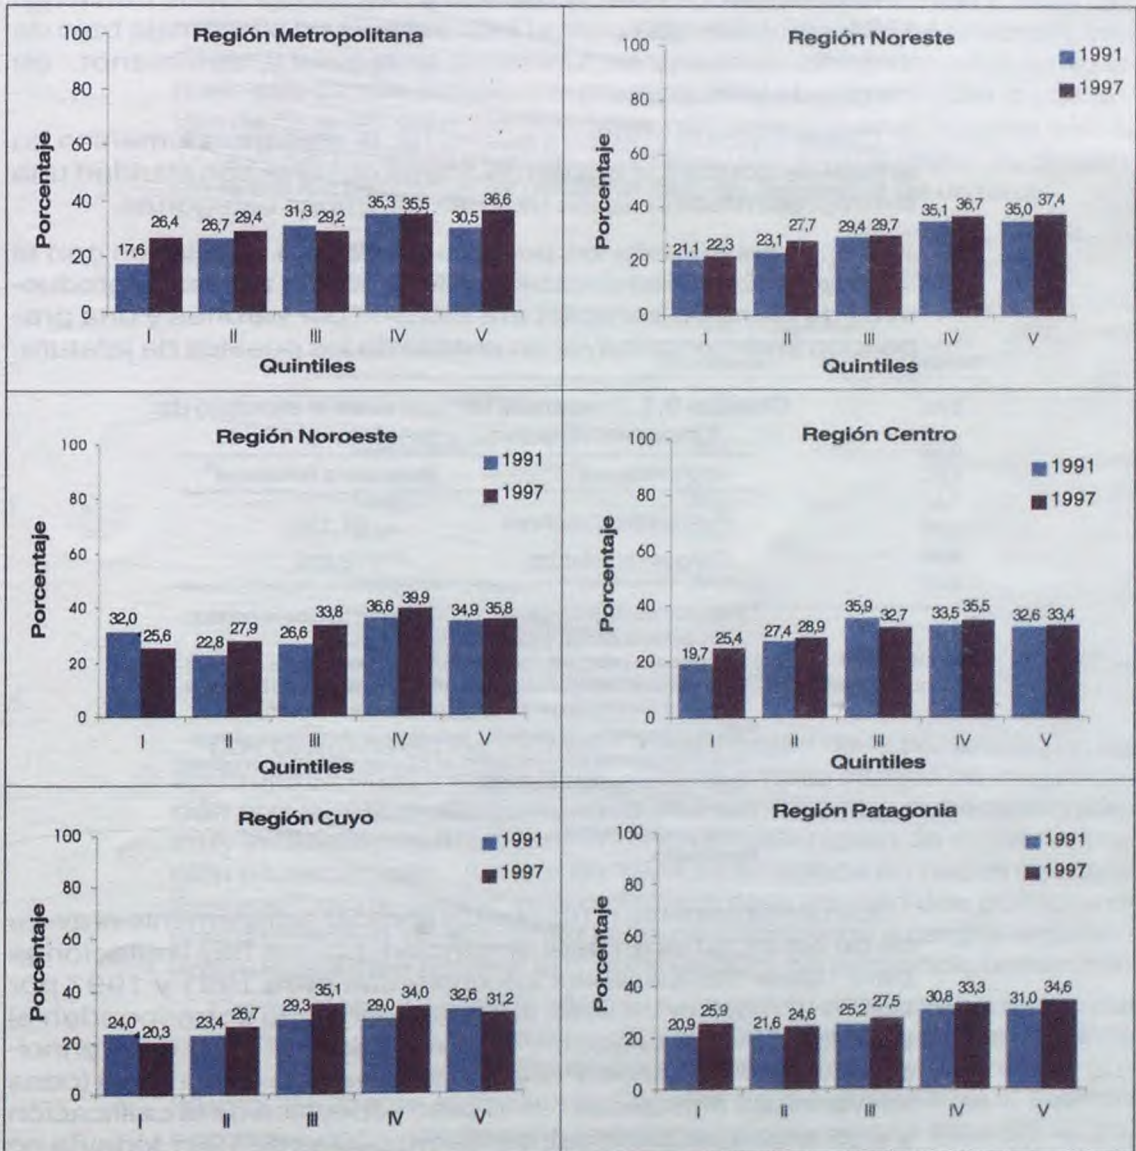 Región Metropolitana
Porcentaje
100
80
60
40
20
0
17,6 26,4 26,7 29,4 31,3 29,2 35,3 35,5 30,5 36,6
I II III IV V
Quintiles
Región Noreste
1991
1997
Porcentaje
100
80
60
40
20
0
21,1 22,3 23,1 27,7 29,4 29,7 35,1 36,7 35,0 37,4
I II III IV V
Quintiles
Región Noroeste
1991
1997
Porcentaje
100
80
60
40
20
0
32,0 25,6 22,8 27,9 26,6 33,8 36,6 39,9 34,9 35,8
I II III IV V
Quintiles
Región Centro
1991
1997
Porcentaje
100
80
60
40
20
0
19,7 25,4 27,4 28,9 35,9 32,7 33,5 35,5 32,6 33,4
I II III IV V
Quintiles
Región Cuyo
1991
1997
Porcentaje
100
80
60
40
20
0
24,0 20,3 23,4 26,7 29,3 35,1 29,0 34,0 32,6 31,2
I II III IV V
Región Patagonia
1991
1997
Porcentaje
100
80
60
40
20
0
20,9 25,9 21,6 24,6 25,2 27,5 30,8 33,3 31,0 34,6
I II III IV V